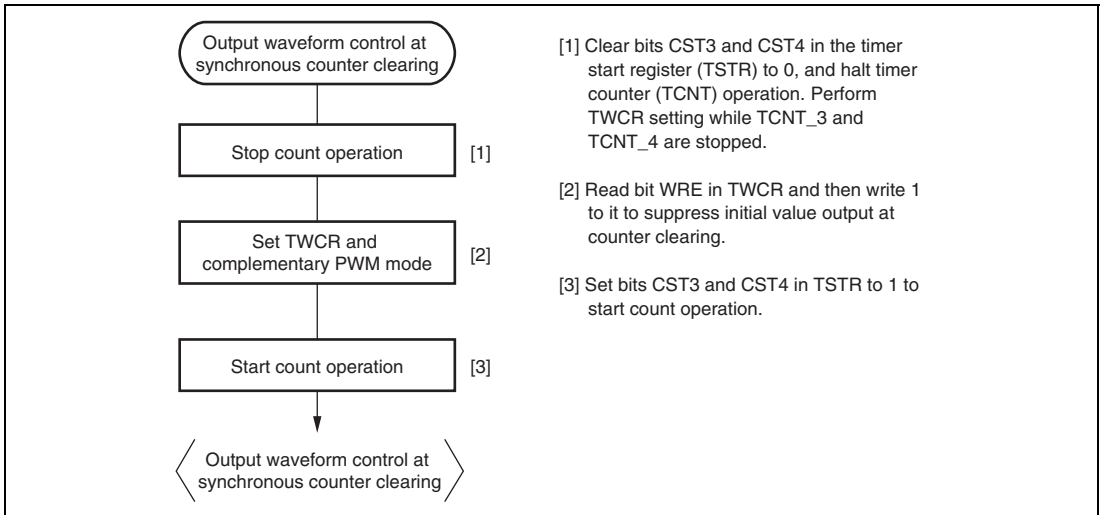 Output waveform control at
synchronous counter clearing
Stop count operation
[1]
Set TWCR and
complementary PWM mode
[2]
Start count operation
[3]
Output waveform control at
synchronous counter clearing
[1] Clear bits CST3 and CST4 in the timer
start register (TSTR) to 0, and halt timer
counter (TCNT) operation. Perform
TWCR setting while TCNT_3 and
TCNT_4 are stopped.
[2] Read bit WRE in TWCR and then write 1
to it to suppress initial value output at
counter clearing.
[3] Set bits CST3 and CST4 in TSTR to 1 to
start count operation.